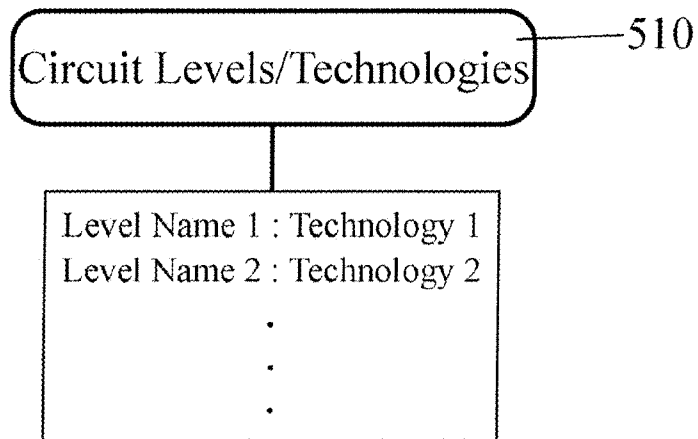 510
Circuit Levels/Technologies
Level Name 1 : Technology 1
Level Name 2 : Technology 2
.
.
.